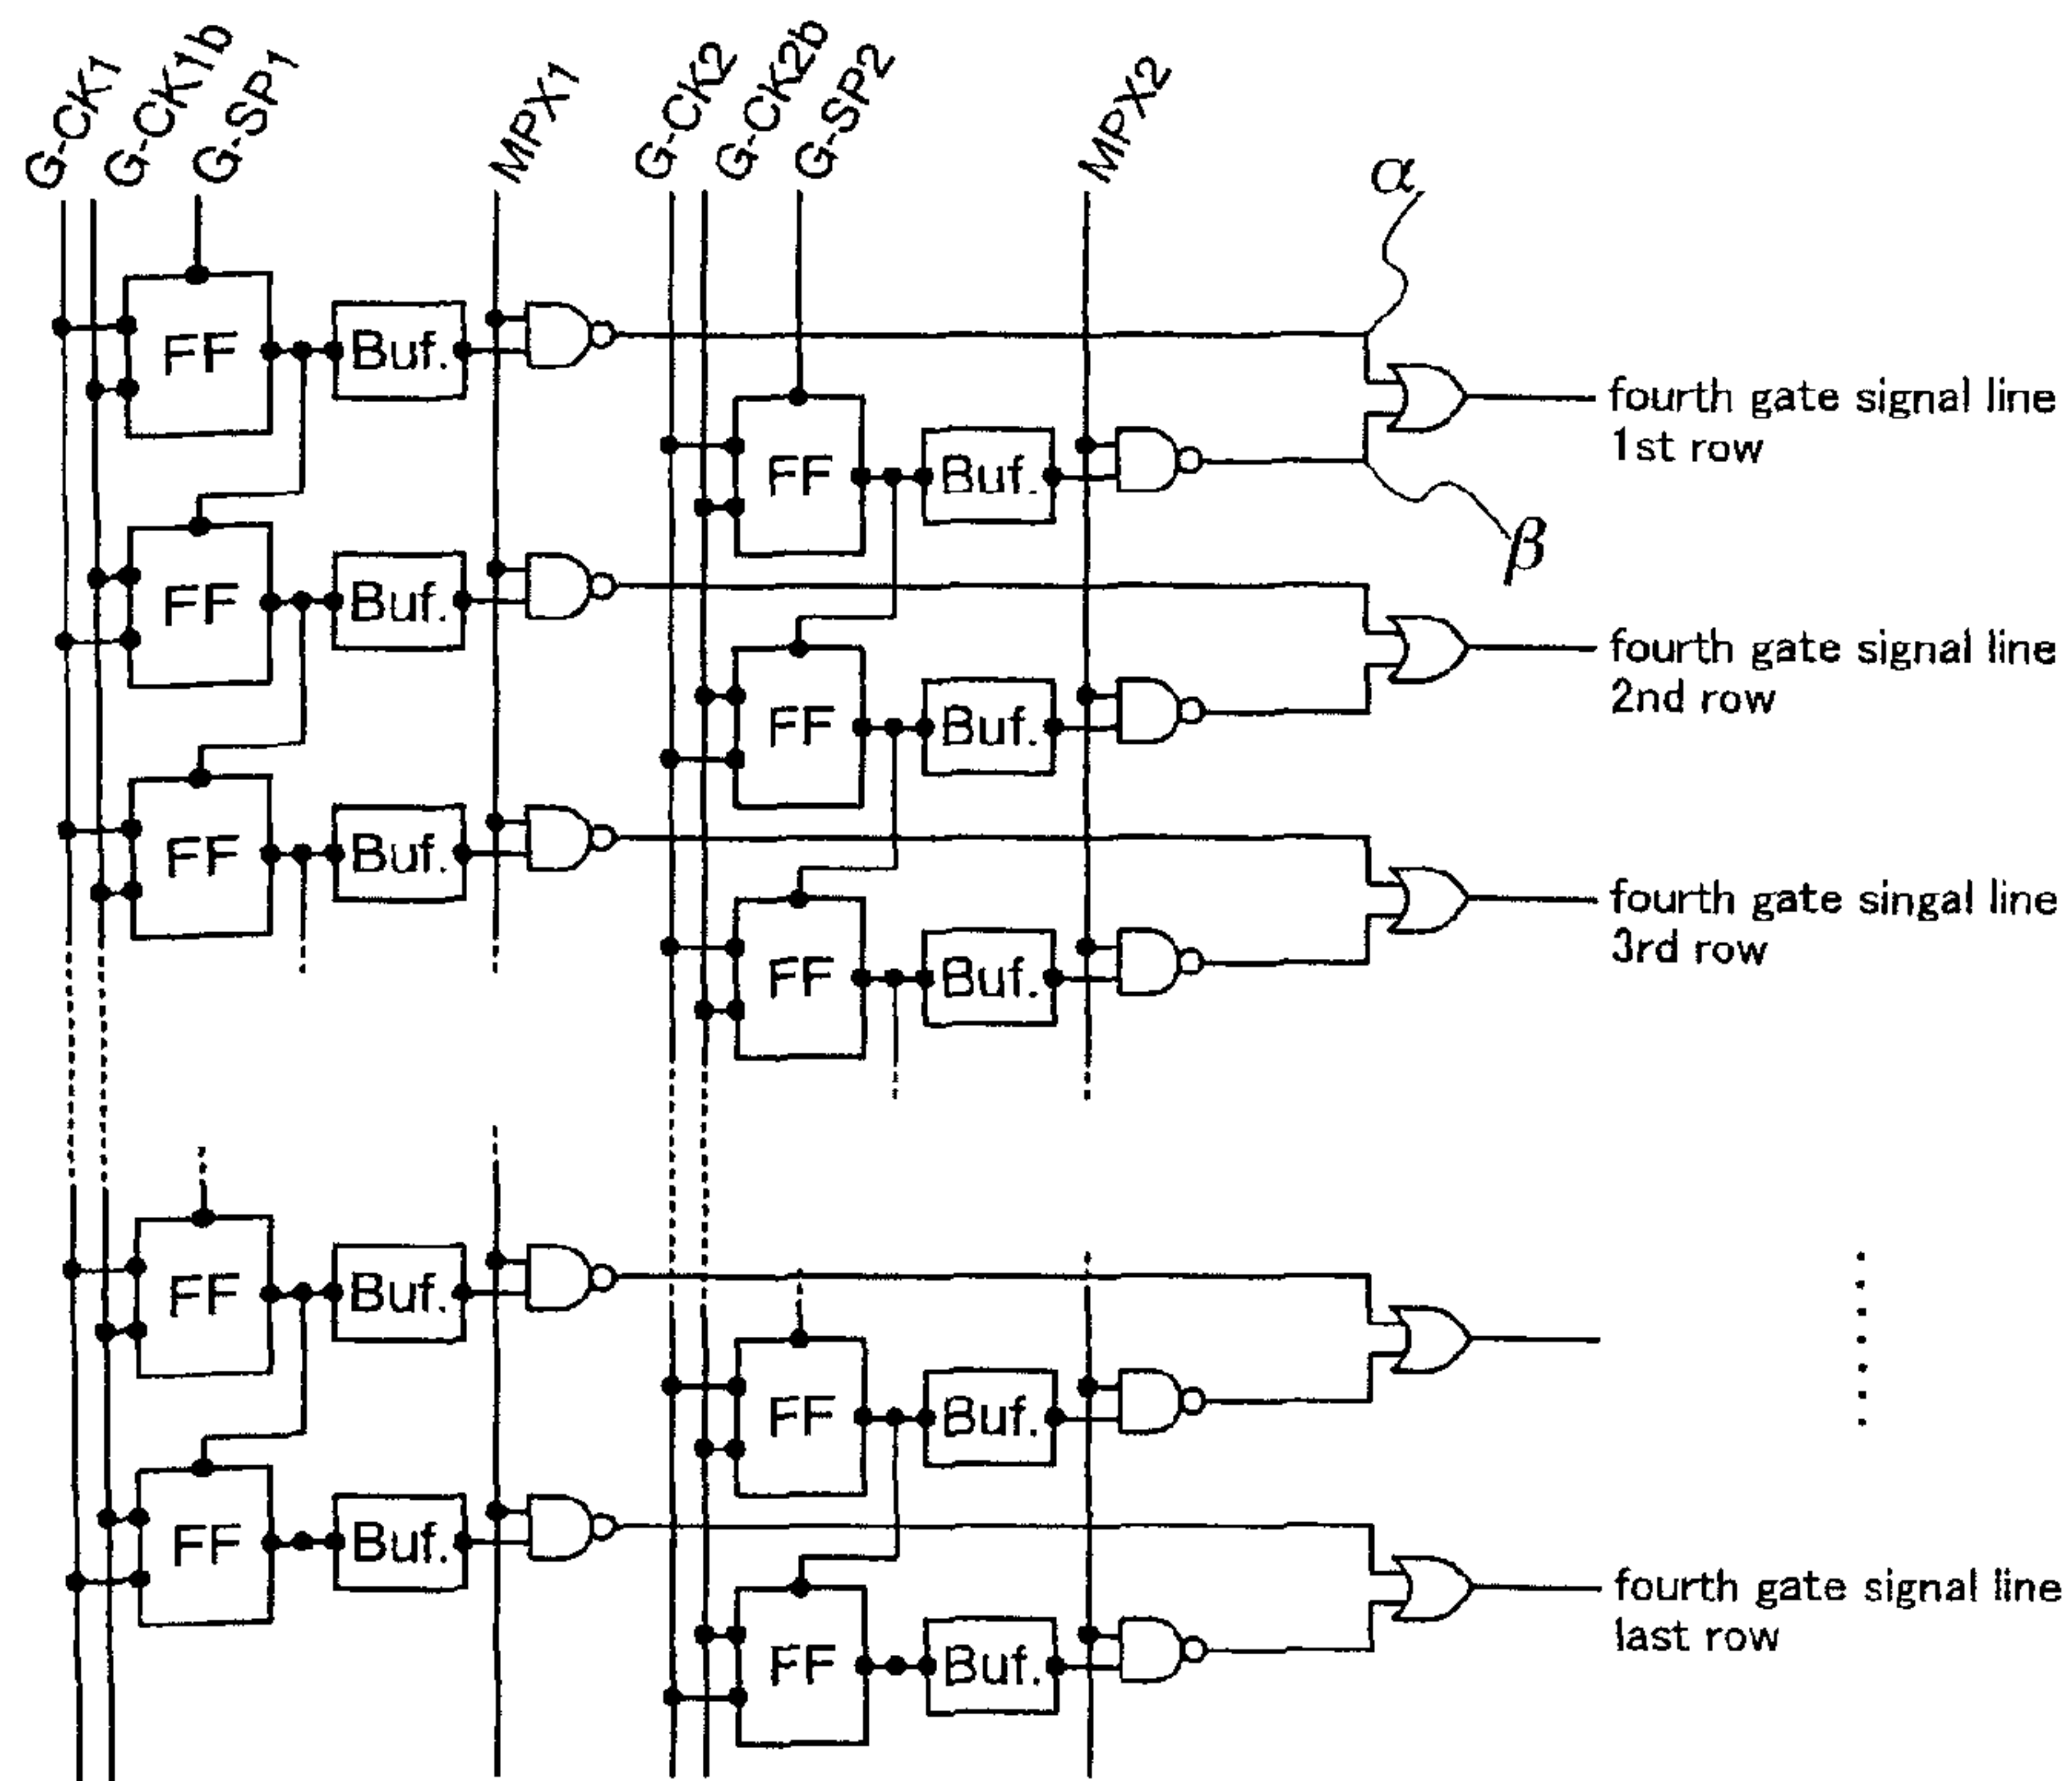 G-CK1
G-CK1b
G-SP1
MPX1
G-CK2
G-CK2b
G-SP2
MPX2
α
FF
Buf.
fourth gate signal line
1st row
FF
Buf.
β
FF
Buf.
fourth gate signal line
2nd row
FF
Buf.
FF
Buf.
fourth gate singal line
3rd row
FF
Buf.
FF
Buf.
FF
Buf.
FF
Buf.
fourth gate signal line
last row
FF
Buf.